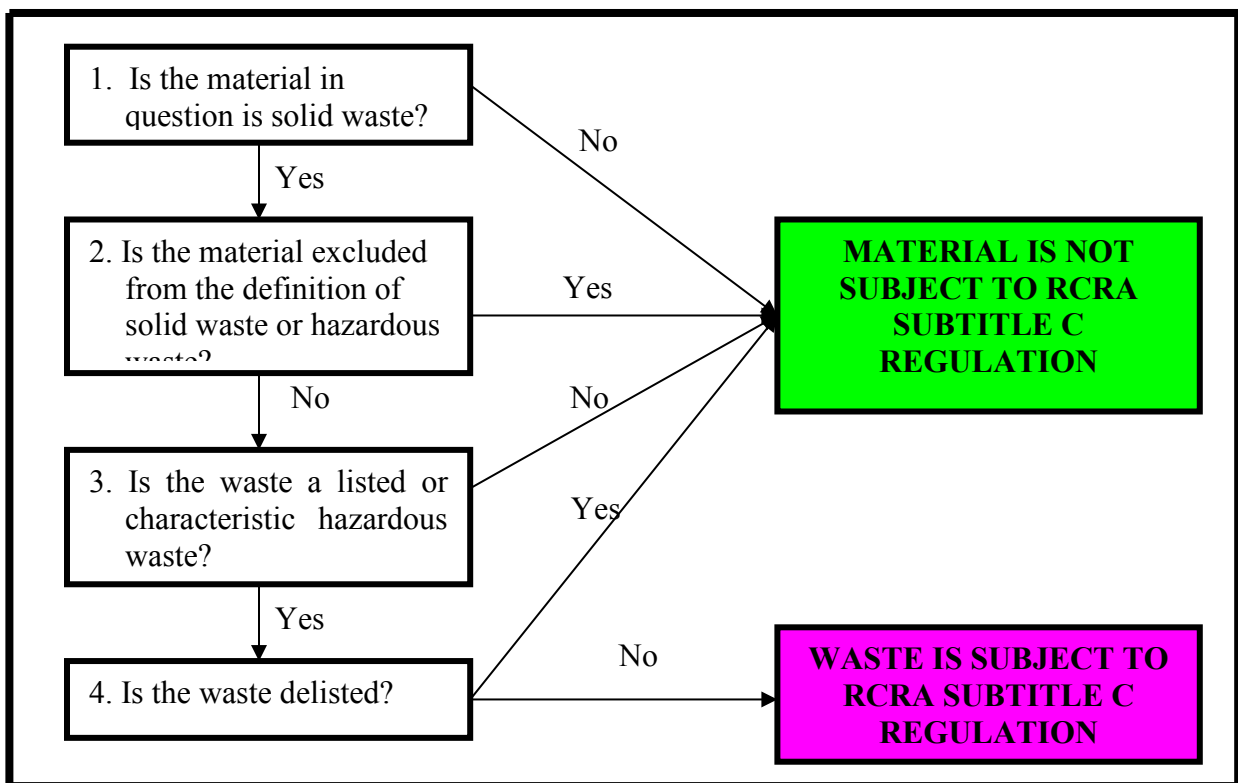 1. Is the material in
question is solid waste?
No
Yes
2. Is the material excluded
from the definition of
solid waste or hazardous
waste?
Yes
MATERIAL IS NOT
SUBJECT TO RCRA
SUBTITLE C
REGULATION
No
No
3. Is the waste a listed or
characteristic hazardous
waste?
Yes
Yes
4. Is the waste delisted?
No
WASTE IS SUBJECT TO
RCRA SUBTITLE C
REGULATION